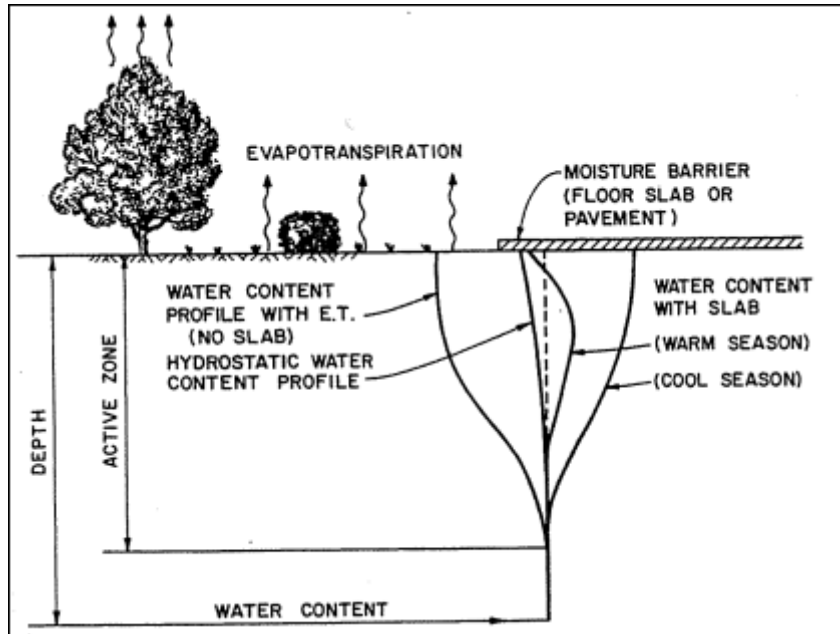 EVAPOTRANSPIRATION
MOISTURE BARRIER
(FLOOR SLAB OR
PAVEMENT)
WATER CONTENT
PROFILE WITH E.T.
(NO SLAB)
HYDROSTATIC WATER
CONTENT PROFILE
WATER CONTENT
WITH SLAB
(WARM SEASON)
(COOL SEASON)
DEPTH
ACTIVE ZONE
WATER CONTENT